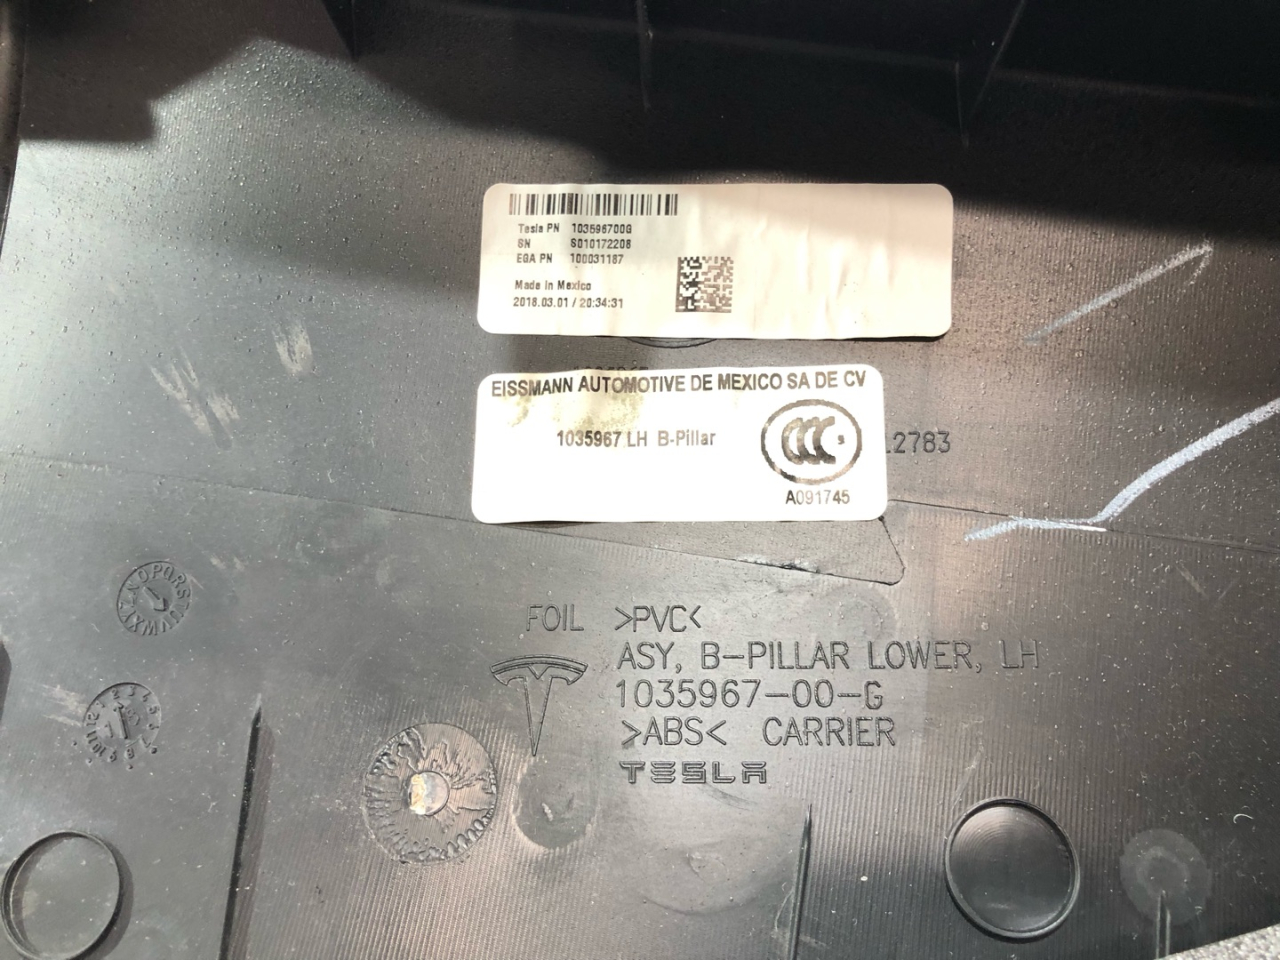 Tesla PN 103596700G
SN S010172208
EGA PN 100031187
Made in Mexico
2018.03.01 / 20:34:31
EISSMANN AUTOMOTIVE DE MEXICO SA DE CV
1035967 LH B-Pillar
CCC
A091745
2783
FOIL >PVC<
ASY, B-PILLAR LOWER, LH
1035967-00-G
>ABS< CARRIER
TESLA